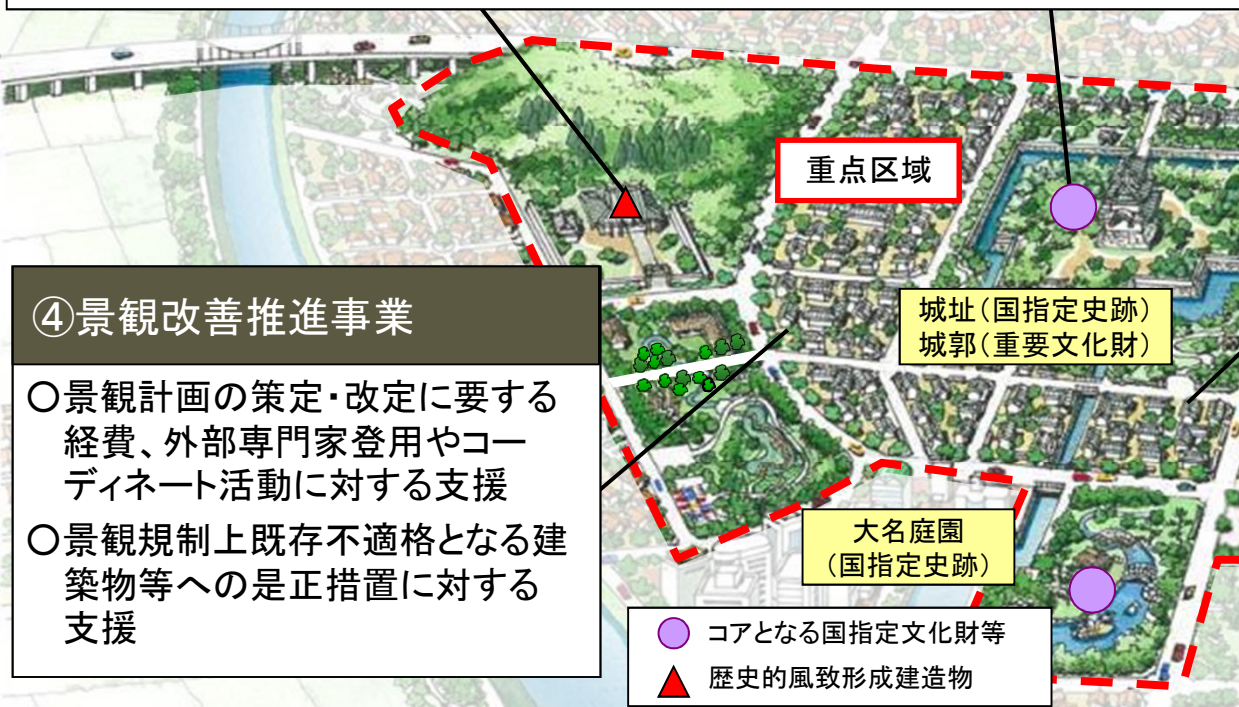 重点区域
④景観改善推進事業
〇景観計画の策定・改定に要する
経費、外部専門家登用やコー
ディネート活動に対する支援
〇景観規制上既存不適格となる建
築物等への是正措置に対する
支援
城址(国指定史跡)
城郭(重要文化財)
大名庭園
(国指定史跡)
コアとなる国指定文化財等
歴史的風致形成建造物